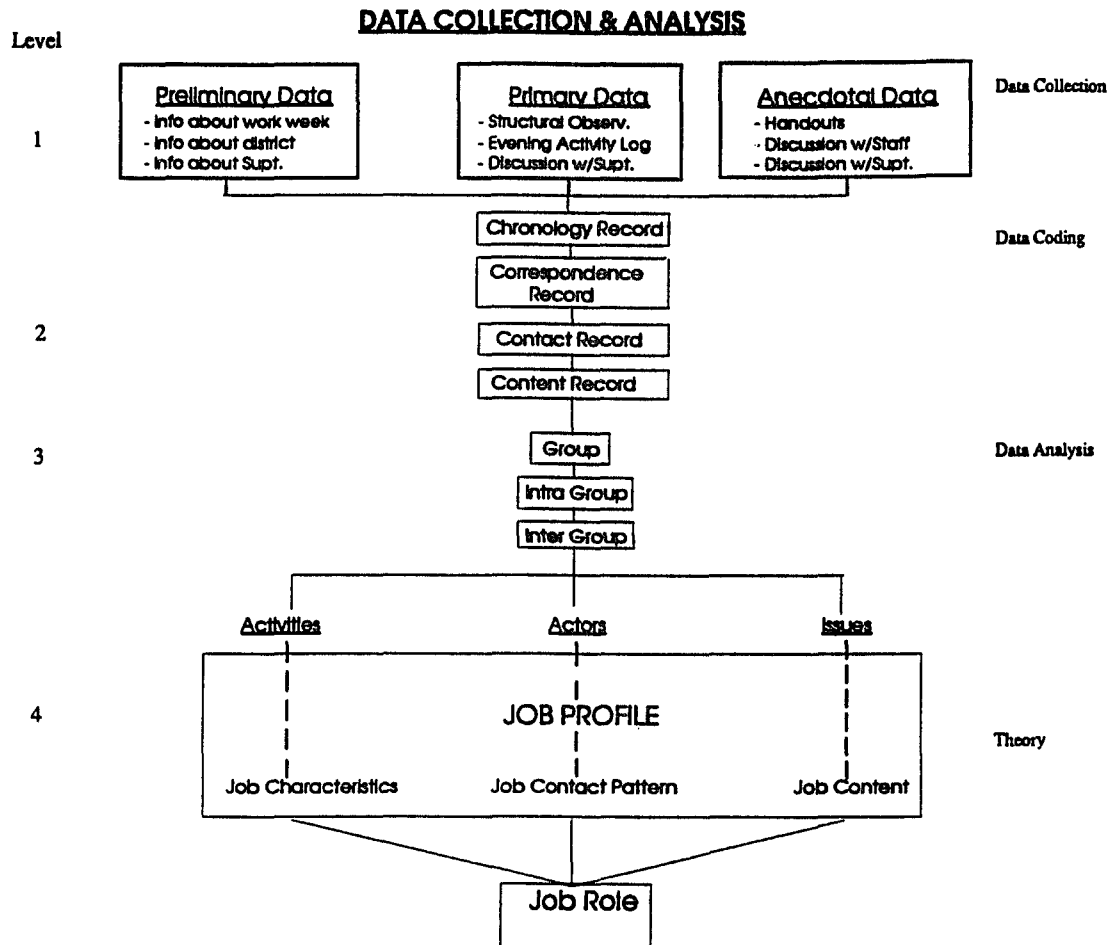 DATA COLLECTION & ANALYSIS
Level
Data Collection
1
Preliminary Data
- Info about work week
- Info about district
- Info about Supt.
Primary Data
- Structural Observ.
- Evening Activity Log
- Discussion w/Supt.
Anecdotal Data
- Handouts
- Discussion w/Staff
- Discussion w/Supt.
Data Coding
2
Chronology Record
Correspondence
Record
Contact Record
Content Record
3
Data Analysis
Group
Intra Group
Inter Group
Activities
Actors
Issues
4
JOB PROFILE
Theory
Job Characteristics
Job Contact Pattern
Job Content
Job Role